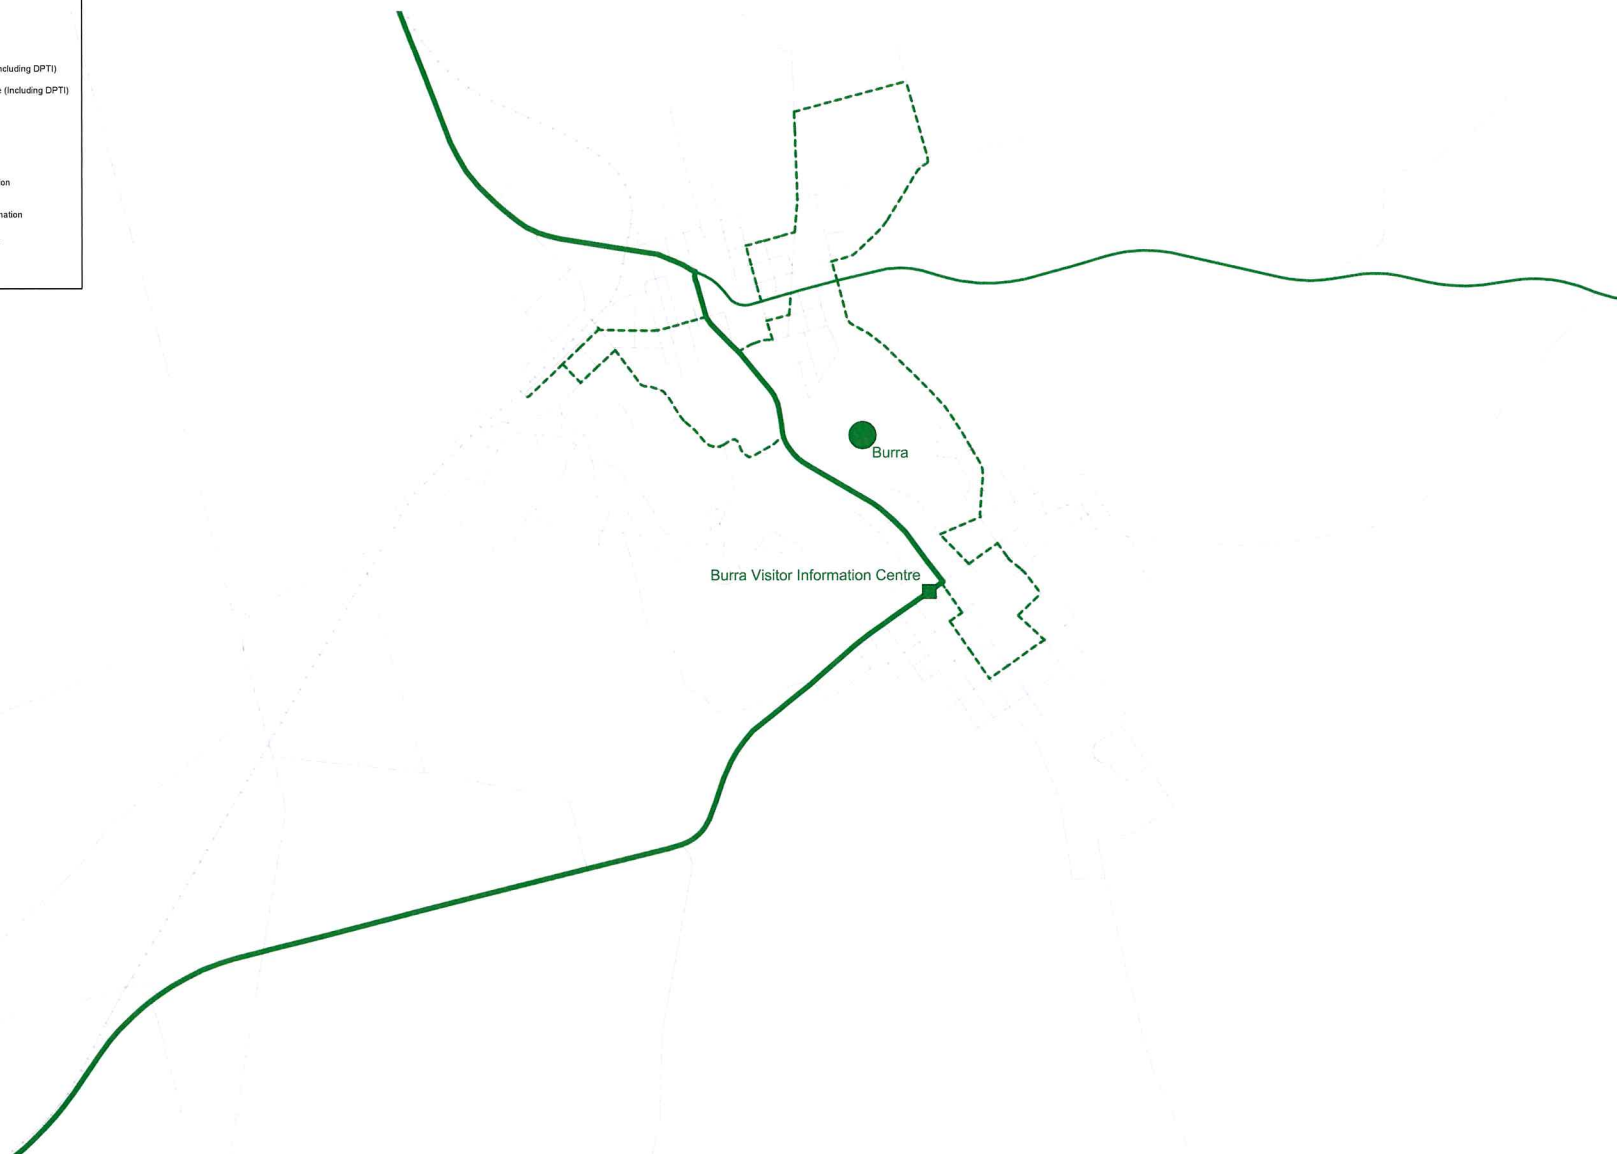 ncluding DPTI)
e (Including DPTI)
on
nation
Burra
Burra Visitor Information Centre